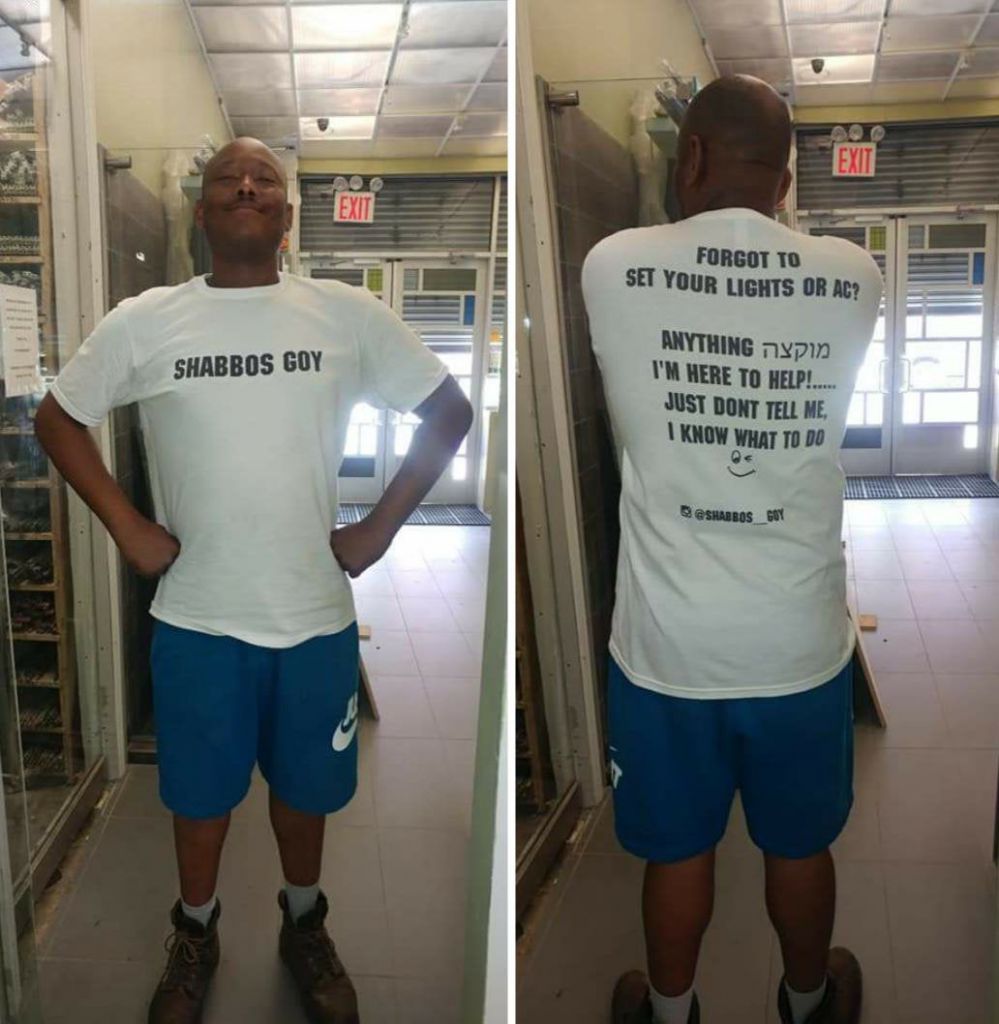 EXIT
SHABBOS GOY
EXIT
FORGOT TO
SET YOUR LIGHTS OR AC?
ANYTHING מוקצה
I'M HERE TO HELP!.....
JUST DONT TELL ME,
I KNOW WHAT TO DO
@SHABBOS__GOY